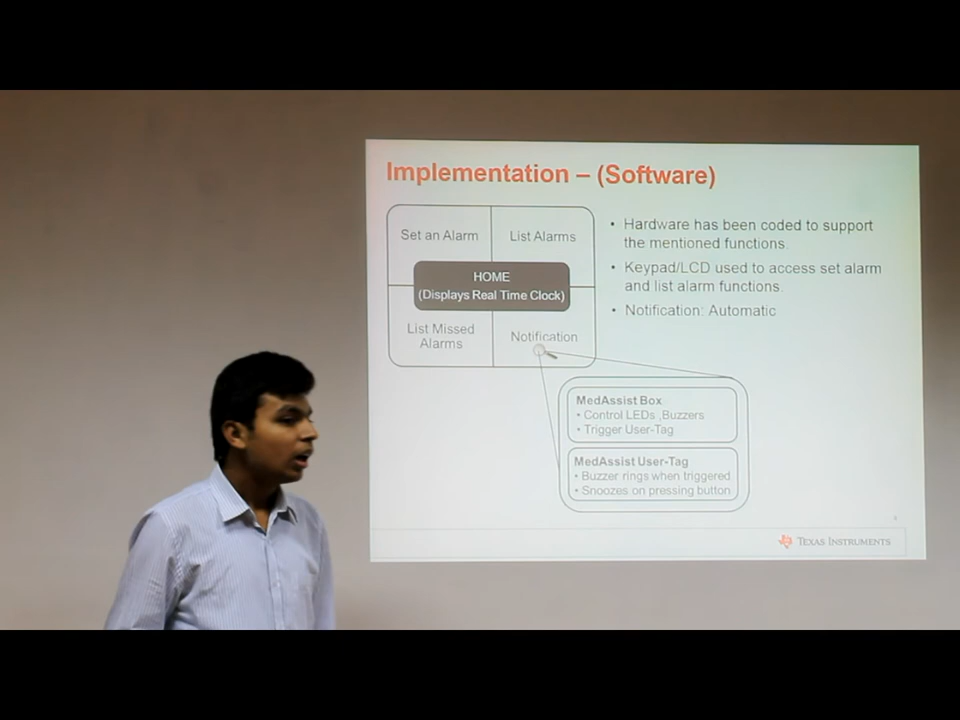 Implementation – (Software)
Set an Alarm
List Alarms
HOME
(Displays Real Time Clock)
List Missed
Alarms
Notification
• Hardware has been coded to support
the mentioned functions.
• Keypad/LCD used to access set alarm
and list alarm functions.
• Notification: Automatic
MedAssist Box
• Control LEDs ,Buzzers
• Trigger User-Tag
MedAssist User-Tag
• Buzzer rings when triggered
• Snoozes on pressing button
TEXAS INSTRUMENTS